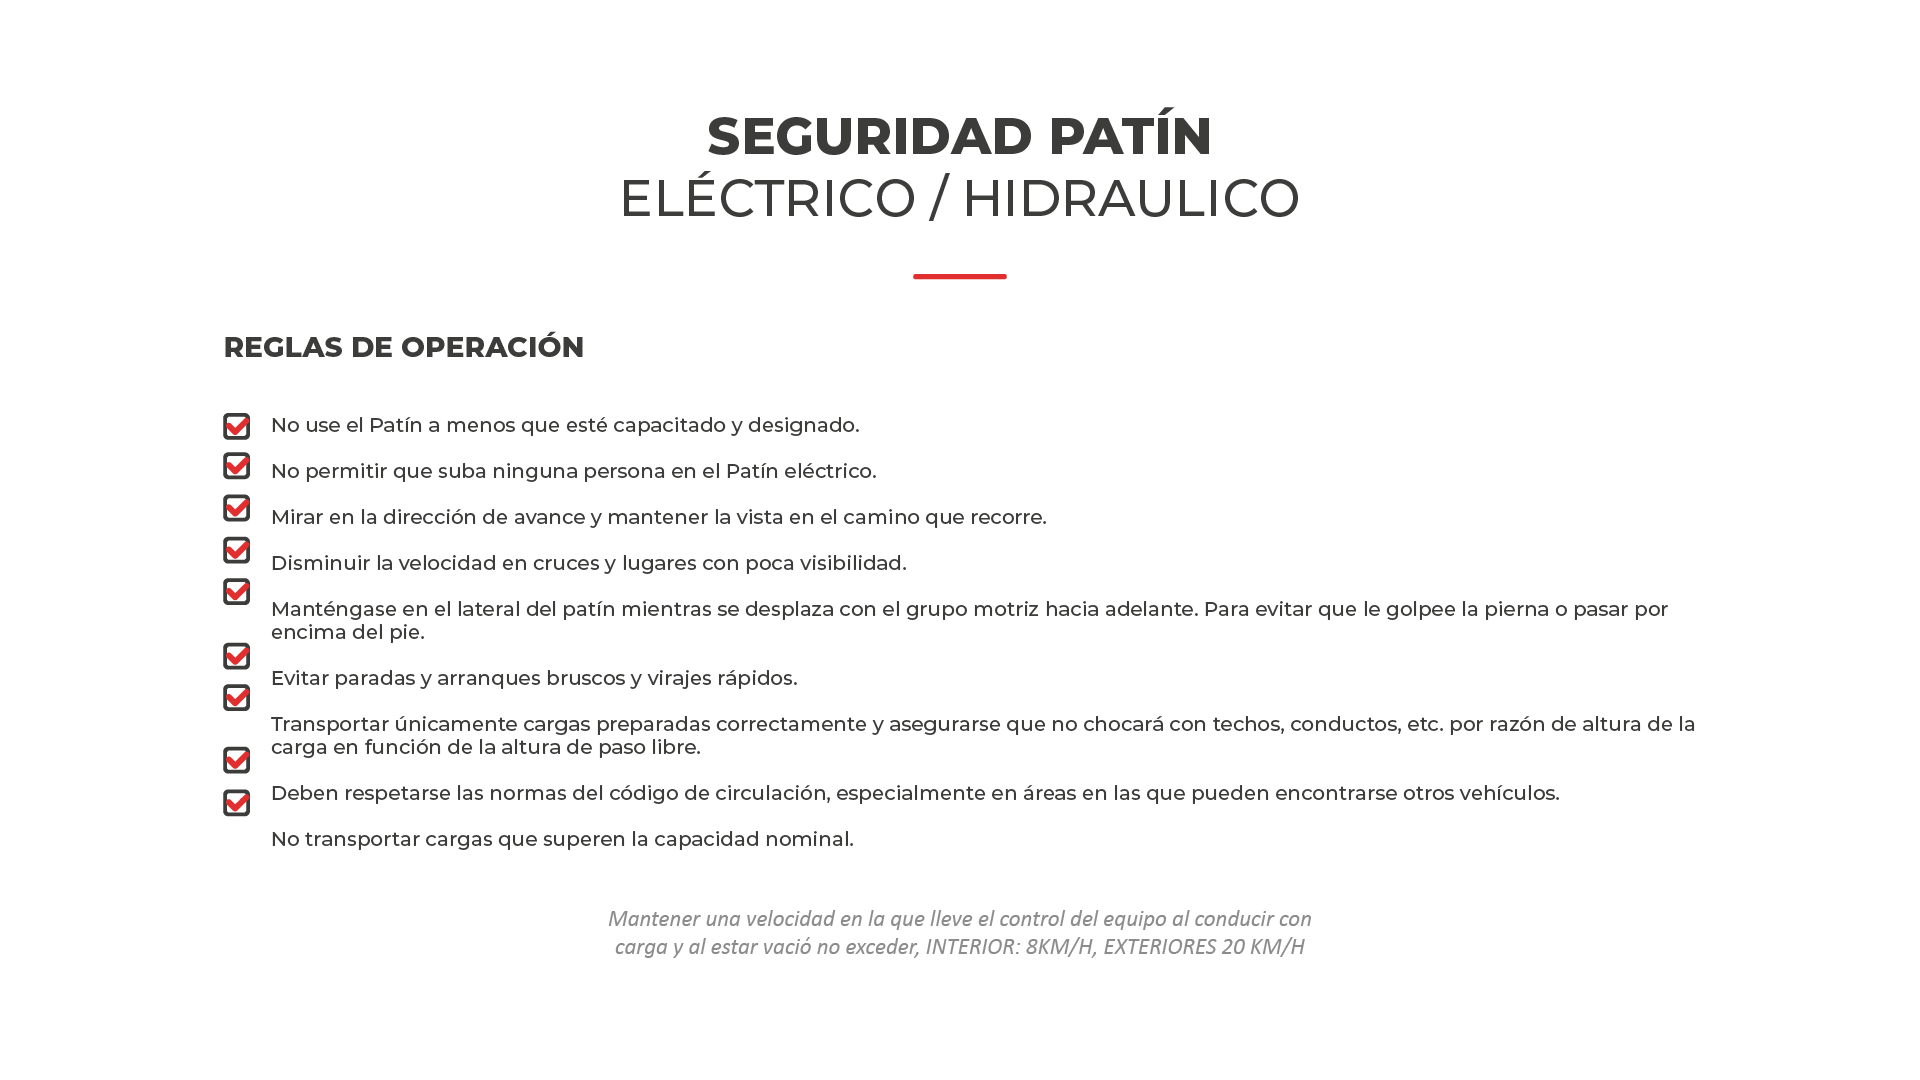 SEGURIDAD PATÍN
ELÉCTRICO / HIDRAULICO
REGLAS DE OPERACIÓN
No use el Patín a menos que esté capacitado y designado.
No permitir que suba ninguna persona en el Patín eléctrico.
Mirar en la dirección de avance y mantener la vista en el camino que recorre.
Disminuir la velocidad en cruces y lugares con poca visibilidad.
Manténgase en el lateral del patín mientras se desplaza con el grupo motriz hacia adelante. Para evitar que le golpee la pierna o pasar por
encima del pie.
Evitar paradas y arranques bruscos y virajes rápidos.
Transportar únicamente cargas preparadas correctamente y asegurarse que no chocará con techos, conductos, etc. por razón de altura de la
carga en función de la altura de paso libre.
Deben respetarse las normas del código de circulación, especialmente en áreas en las que pueden encontrarse otros vehículos.
No transportar cargas que superen la capacidad nominal.
Mantener una velocidad en la que lleve el control del equipo al conducir con
carga y al estar vació no exceder, INTERIOR: 8KM/H, EXTERIORES 20 KM/H